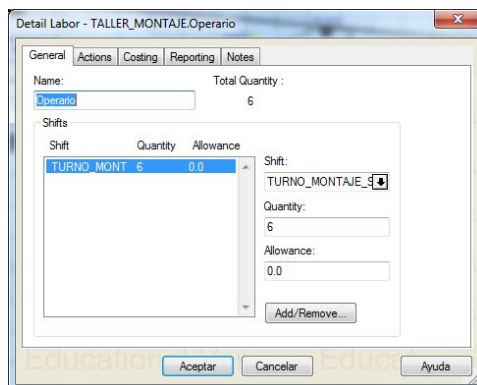 Detail Labor - TALLER_MONTAJE.Operario
General Actions Costing Reporting Notes
Name: Total Quantity :
Operario 6
Shifts
Shift Quantity Allowance
TURNO_MONT 6 0.0
Shift:
TURNO_MONTAJE_S
Quantity:
6
Allowance:
0.0
Add/Remove...
Aceptar Cancelar Ayuda